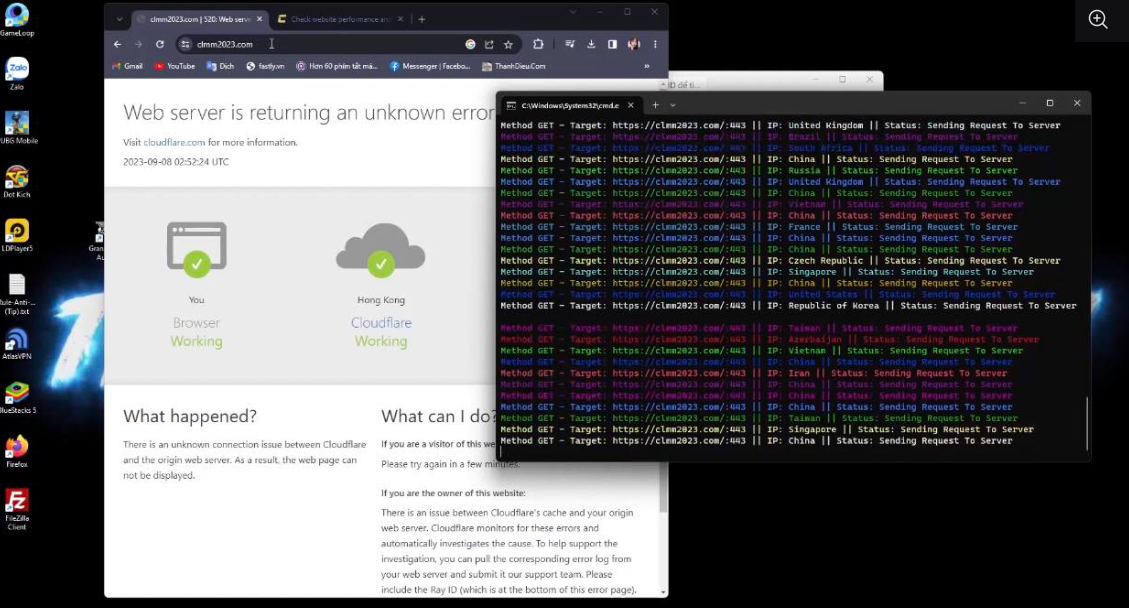 GameLoop
Zalo
UBG Mobile
Dot Kich
LDPlayer5
Rule-Anti-...
(Tip).txt
AtlasVPN
BlueStacks 5
Firefox
FileZilla
Client
clmm2023.com | 520: Web serv
Check website performance and
clmm2023.com
Gmail
YouTube
Dịch
fastly.vn
Hơn 60 phím tắt mà...
Messenger | Faceboo...
ThanhDieu.Com
»
Web server is returning an unknown error
Visit cloudflare.com for more information.
2023-09-08 02:52:24 UTC
You
Browser
Working
Hong Kong
Cloudflare
Working
What happened?
There is an unknown connection issue between Cloudflare
and the origin web server. As a result, the web page can
not be displayed.
What can I do?
If you are a visitor of this we
Please try again in a few minutes.
If you are the owner of this website:
There is an issue between Cloudflare's cache and your origin
web server. Cloudflare monitors for these errors and
automatically investigates the cause. To help support the
investigation, you can pull the corresponding error log from
your web server and submit it our support team. Please
include the Ray ID (which is at the bottom of this error page).
ID để ti...
C:\Windows\System32\cmd.e
Method GET - Target: https://clmm2023.com/:443 || IP: United Kingdom || Status: Sending Request To Server
Method GET - Target: https://clmm2023.com/:443 || IP: Brazil || Status: Sending Request To Server
Method GET - Target: https://clmm2023.com/:443 || IP: South Africa || Status: Sending Request To Server
Method GET - Target: https://clmm2023.com/:443 || IP: China || Status: Sending Request To Server
Method GET - Target: https://clmm2023.com/:443 || IP: Russia || Status: Sending Request To Server
Method GET - Target: https://clmm2023.com/:443 || IP: United Kingdom || Status: Sending Request To Server
Method GET - Target: https://clmm2023.com/:443 || IP: China || Status: Sending Request To Server
Method GET - Target: https://clmm2023.com/:443 || IP: Vietnam || Status: Sending Request To Server
Method GET - Target: https://clmm2023.com/:443 || IP: China || Status: Sending Request To Server
Method GET - Target: https://clmm2023.com/:443 || IP: France || Status: Sending Request To Server
Method GET - Target: https://clmm2023.com/:443 || IP: China || Status: Sending Request To Server
Method GET - Target: https://clmm2023.com/:443 || IP: China || Status: Sending Request To Server
Method GET - Target: https://clmm2023.com/:443 || IP: Czech Republic || Status: Sending Request To Server
Method GET - Target: https://clmm2023.com/:443 || IP: Singapore || Status: Sending Request To Server
Method GET - Target: https://clmm2023.com/:443 || IP: China || Status: Sending Request To Server
Method GET - Target: https://clmm2023.com/:443 || IP: United States || Status: Sending Request To Server
Method GET - Target: https://clmm2023.com/:443 || IP: Republic of Korea || Status: Sending Request To Server
Method GET - Target: https://clmm2023.com/:443 || IP: Taiwan || Status: Sending Request To Server
Method GET - Target: https://clmm2023.com/:443 || IP: Azerbaijan || Status: Sending Request To Server
Method GET - Target: https://clmm2023.com/:443 || IP: Vietnam || Status: Sending Request To Server
Method GET - Target: https://clmm2023.com/:443 || IP: China || Status: Sending Request To Server
Method GET - Target: https://clmm2023.com/:443 || IP: Iran || Status: Sending Request To Server
Method GET - Target: https://clmm2023.com/:443 || IP: China || Status: Sending Request To Server
Method GET - Target: https://clmm2023.com/:443 || IP: China || Status: Sending Request To Server
Method GET - Target: https://clmm2023.com/:443 || IP: China || Status: Sending Request To Server
Method GET - Target: https://clmm2023.com/:443 || IP: Taiwan || Status: Sending Request To Server
Method GET - Target: https://clmm2023.com/:443 || IP: Singapore || Status: Sending Request To Server
Method GET - Target: https://clmm2023.com/:443 || IP: China || Status: Sending Request To Server